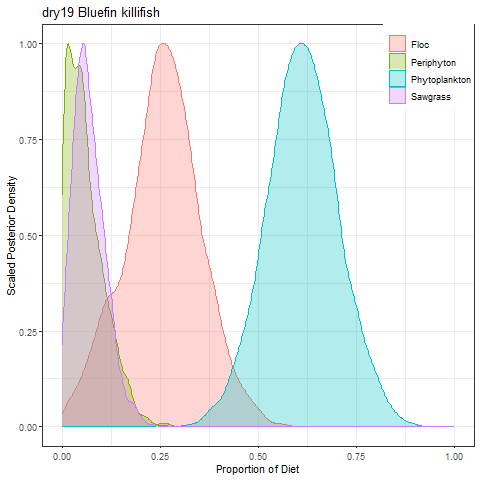 dry19 Bluefin killifish
Floc
Periphyton
Phytoplankton
Sawgrass
1.00
0.75
0.50
0.25
0.00
Scaled Posterior Density
0.00 0.25 0.50 0.75 1.00
Proportion of Diet